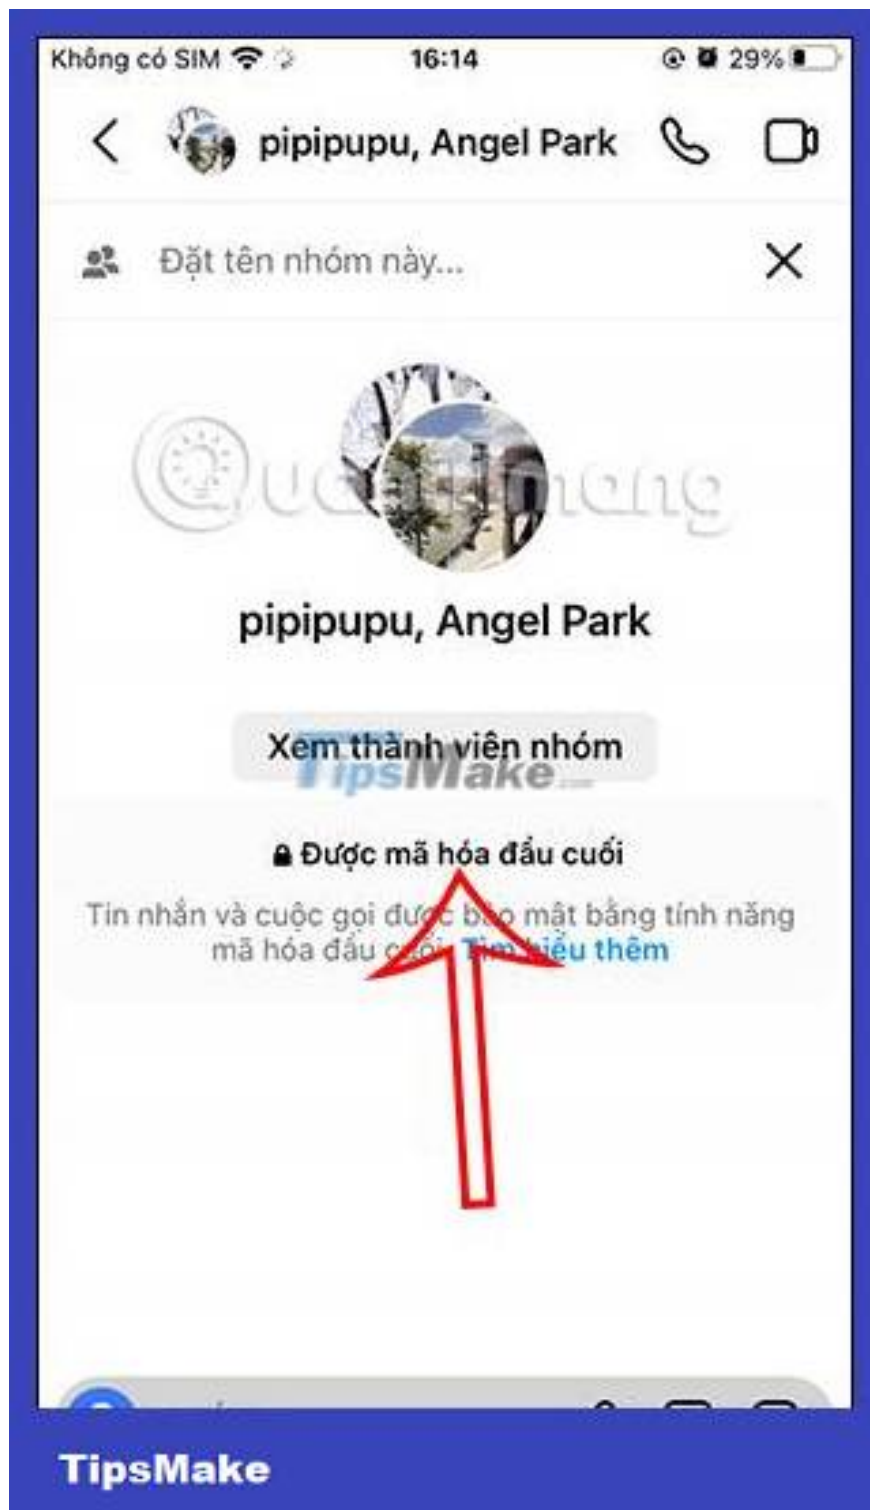 Không có SIM
16:14
29%
pipipupu, Angel Park
Đặt tên nhóm này...
Quantrimang
pipipupu, Angel Park
Xem thành viên nhóm
TipsMake.com
Được mã hóa đầu cuối
Tin nhắn và cuộc gọi được bảo mật bằng tính năng
mã hóa đầu cuối. Tìm hiểu thêm
TipsMake